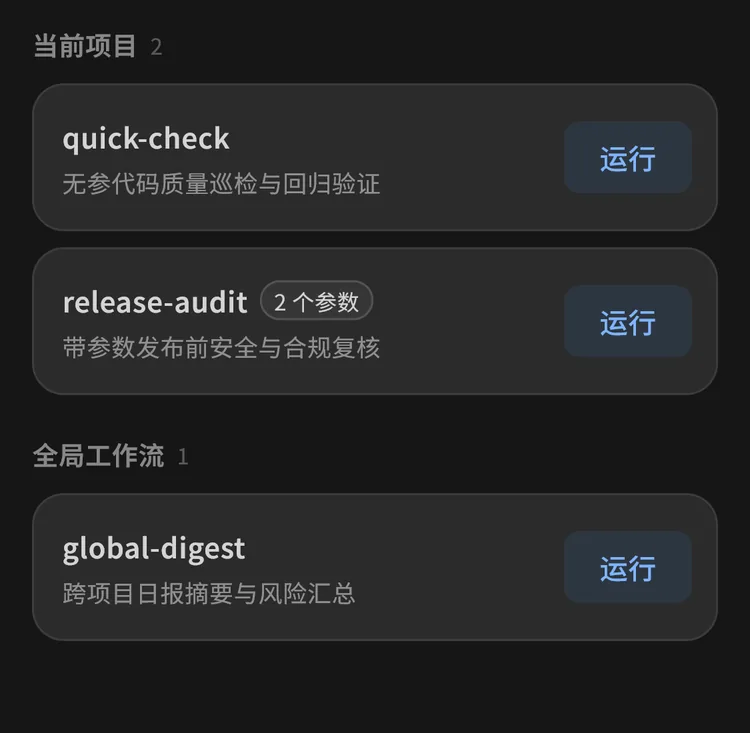 当前项目 2
quick-check
无参代码质量巡检与回归验证
运行
release-audit 2 个参数
带参数发布前安全与合规复核
运行
全局工作流 1
global-digest
跨项目日报摘要与风险汇总
运行